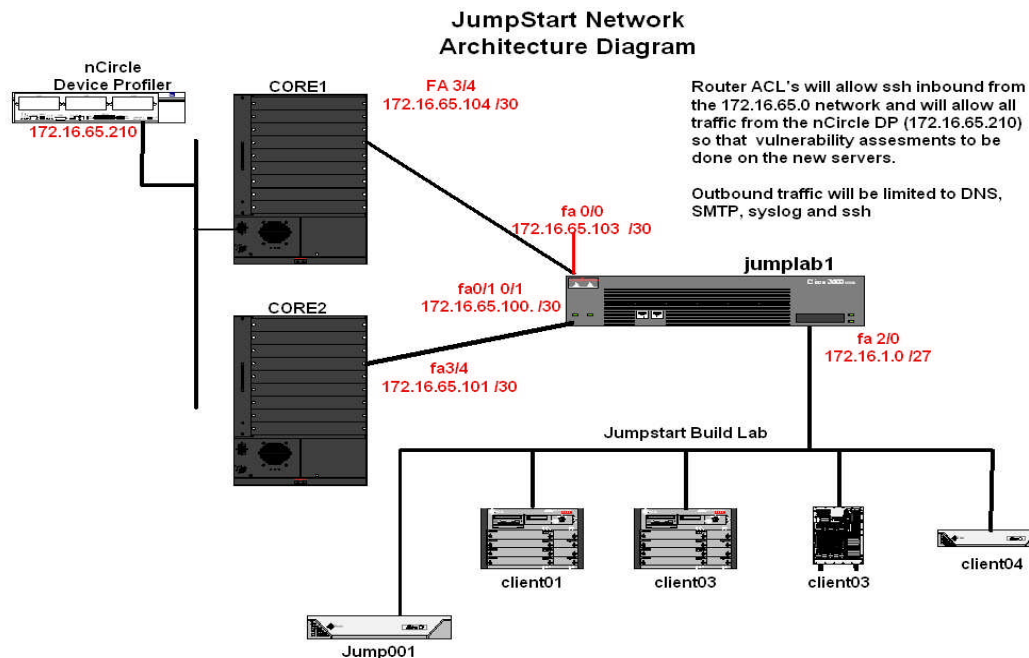 JumpStart Network
Architecture Diagram
nCircle
Device Profiler
172.16.65.210
CORE1
FA 3/4
172.16.65.104 /30
Router ACL's will allow ssh inbound from
the 172.16.65.0 network and will allow all
traffic from the nCircle DP (172.16.65.210)
so that vulnerability assesments to be
done on the new servers.
Outbound traffic will be limited to DNS,
SMTP, syslog and ssh
fa 0/0
172.16.65.103 /30
jumplab1
fa0/1 0/1
172.16.65.100. /30
CORE2
fa3/4
172.16.65.101 /30
fa 2/0
172.16.1.0 /27
Jumpstart Build Lab
client01
client03
client03
client04
Jump001